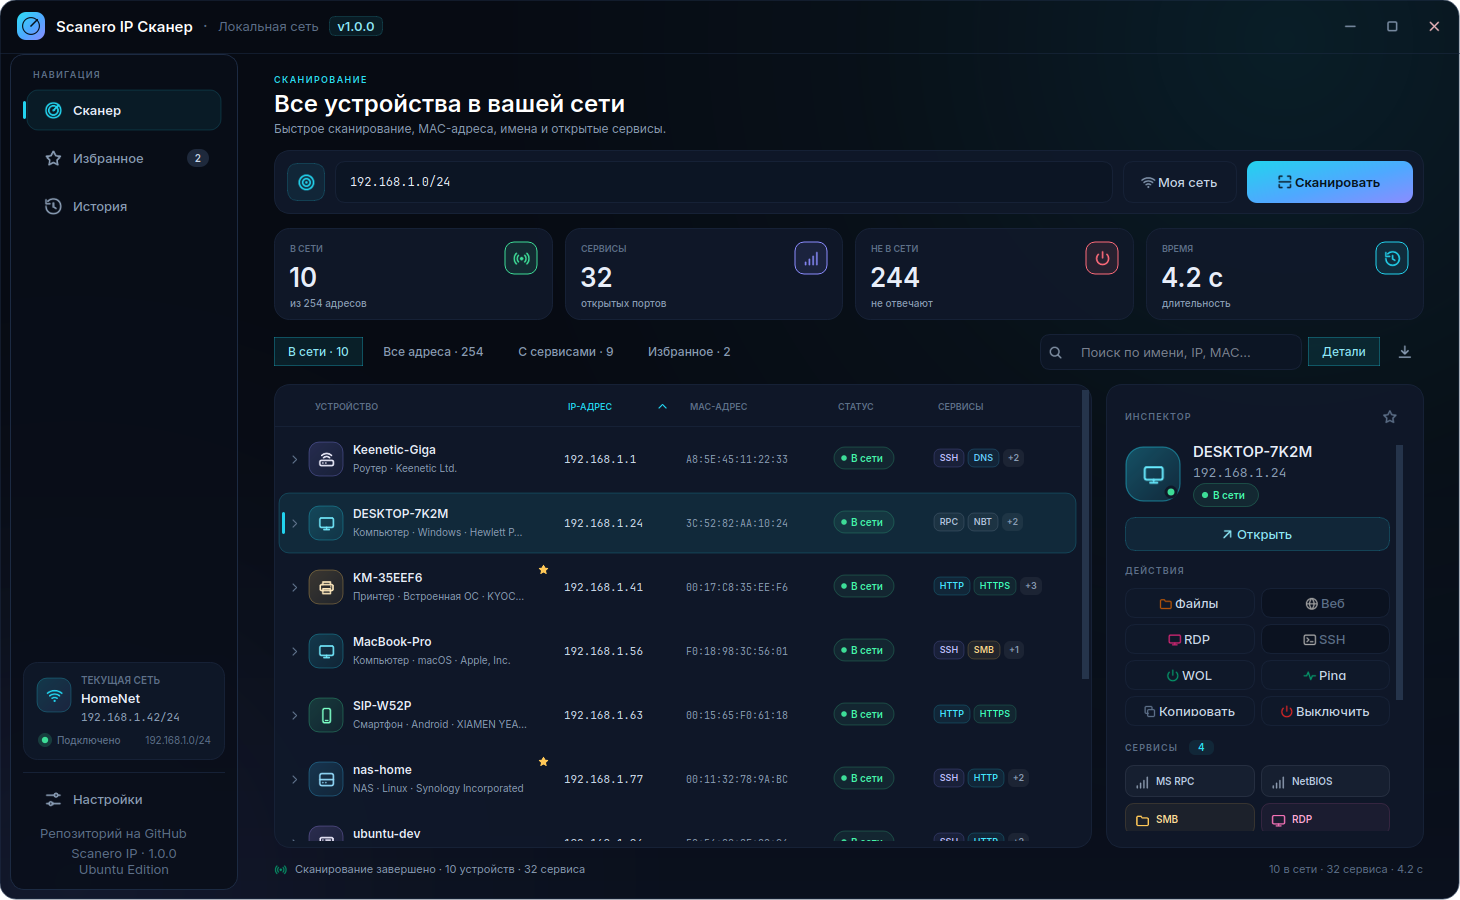 Scanero IP Сканер · Локальная сеть v1.0.0
НАВИГАЦИЯ
Сканер
Избранное 2
История
ТЕКУЩАЯ СЕТЬ
HomeNet
192.168.1.42/24
Подключено 192.168.1.0/24
Настройки
Репозиторий на GitHub
Scanero IP · 1.0.0
Ubuntu Edition
СКАНИРОВАНИЕ
Все устройства в вашей сети
Быстрое сканирование, MAC-адреса, имена и открытые сервисы.
192.168.1.0/24 Моя сеть Сканировать
В СЕТИ
10
из 254 адресов
СЕРВИСЫ
32
открытых портов
НЕ В СЕТИ
244
не отвечают
ВРЕМЯ
4.2 с
длительность
В сети · 10 Все адреса · 254 С сервисами · 9 Избранное · 2 Поиск по имени, IP, MAC... Детали
УСТРОЙСТВО IP-АДРЕС MAC-АДРЕС СТАТУС СЕРВИСЫ
Keenetic-Giga
Роутер · Keenetic Ltd.
192.168.1.1 A8:5E:45:11:22:33 В сети SSH DNS +2
DESKTOP-7K2M
Компьютер · Windows · Hewlett P...
192.168.1.24 3C:52:82:AA:10:24 В сети RPC NBT +2
KM-35EEF6
Принтер · Встроенная ОС · KYOC...
192.168.1.41 00:17:C8:35:EE:F6 В сети HTTP HTTPS +3
MacBook-Pro
Компьютер · macOS · Apple, Inc.
192.168.1.56 F0:18:98:3C:56:01 В сети SSH SMB +1
SIP-W52P
Смартфон · Android · XIAMEN YEA...
192.168.1.63 00:15:65:F0:61:18 В сети HTTP HTTPS
nas-home
NAS · Linux · Synology Incorporated
192.168.1.77 00:11:32:78:9A:BC В сети SSH HTTP +2
ubuntu-dev
ИНСПЕКТОР
DESKTOP-7K2M
192.168.1.24
В сети
Открыть
ДЕЙСТВИЯ
Файлы Веб
RDP SSH
WOL Ping
Копировать Выключить
СЕРВИСЫ 4
MS RPC NetBIOS
SMB RDP
Сканирование завершено · 10 устройств · 32 сервиса
10 в сети · 32 сервиса · 4.2 с